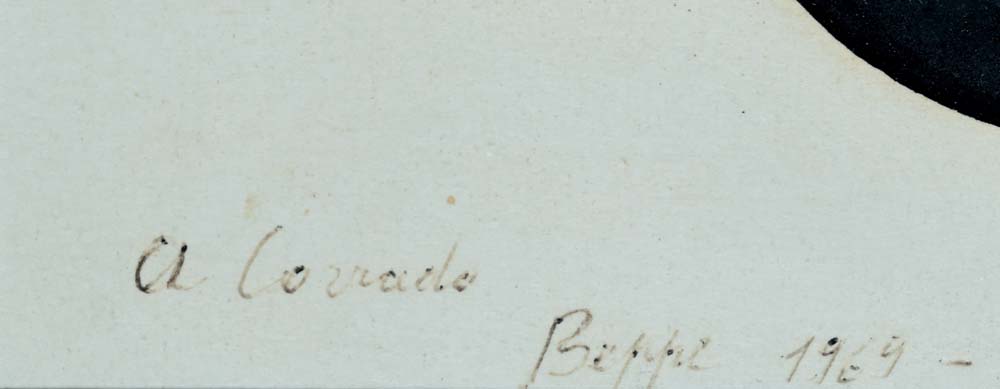 A Corrado
Beppe 1969 -